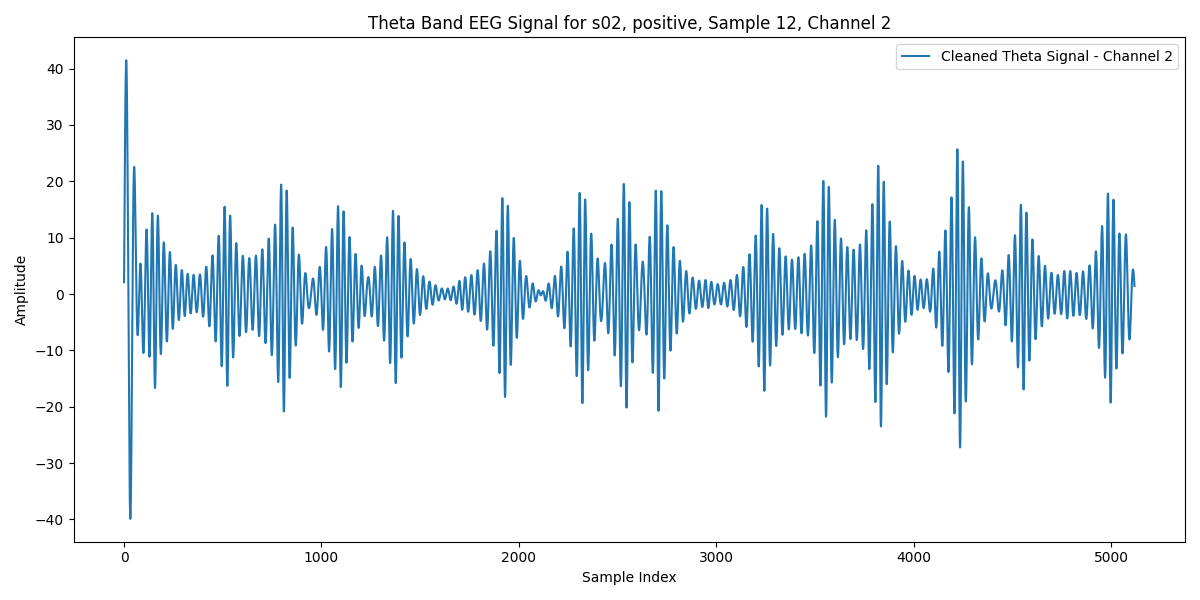 Theta Band EEG Signal for s02, positive, Sample 12, Channel 2
Cleaned Theta Signal - Channel 2
Amplitude
40
30
20
10
0
−10
−20
−30
−40
0 1000 2000 3000 4000 5000
Sample Index